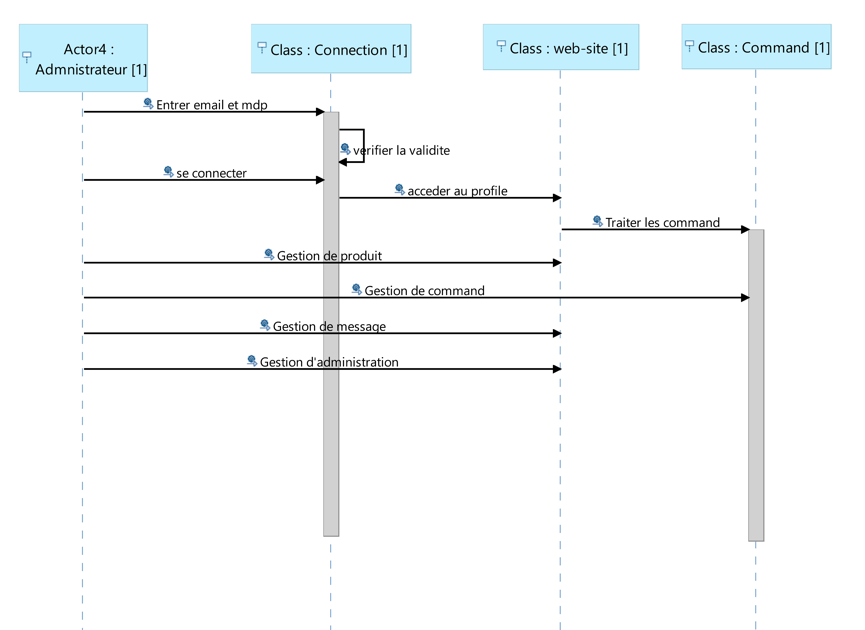 Actor4 :
Admnistrateur [1]
Class : Connection [1]
Class : web-site [1]
Class : Command [1]
Entrer email et mdp
verifier la validite
se connecter
acceder au profile
Traiter les command
Gestion de produit
Gestion de command
Gestion de message
Gestion d'administration